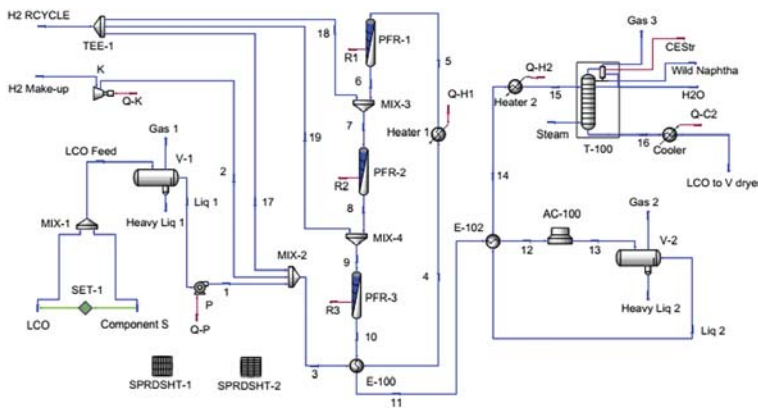 H2 RCYCLE
TEE-1
18
R1
PFR-1
5
6
K
H2 Make-up
Q-K
MIX-3
7
Q-H1
Heater 1
Gas 1
LCO Feed
V-1
Liq 1
Heavy Liq 1
MIX-1
2
17
19
R2
PFR-2
8
MIX-4
9
4
MIX-2
SET-1
LCO
Component S
P
1
Q-P
R3
PFR-3
10
3
E-100
11
SPRDSHT-1
SPRDSHT-2
Gas 3
CEStr
Wild Naphtha
H2O
Q-H2
Heater 2
15
Steam
T-100
16
Q-C2
Cooler
LCO to V dryer
14
E-102
12
AC-100
13
Gas 2
V-2
Heavy Liq 2
Liq 2